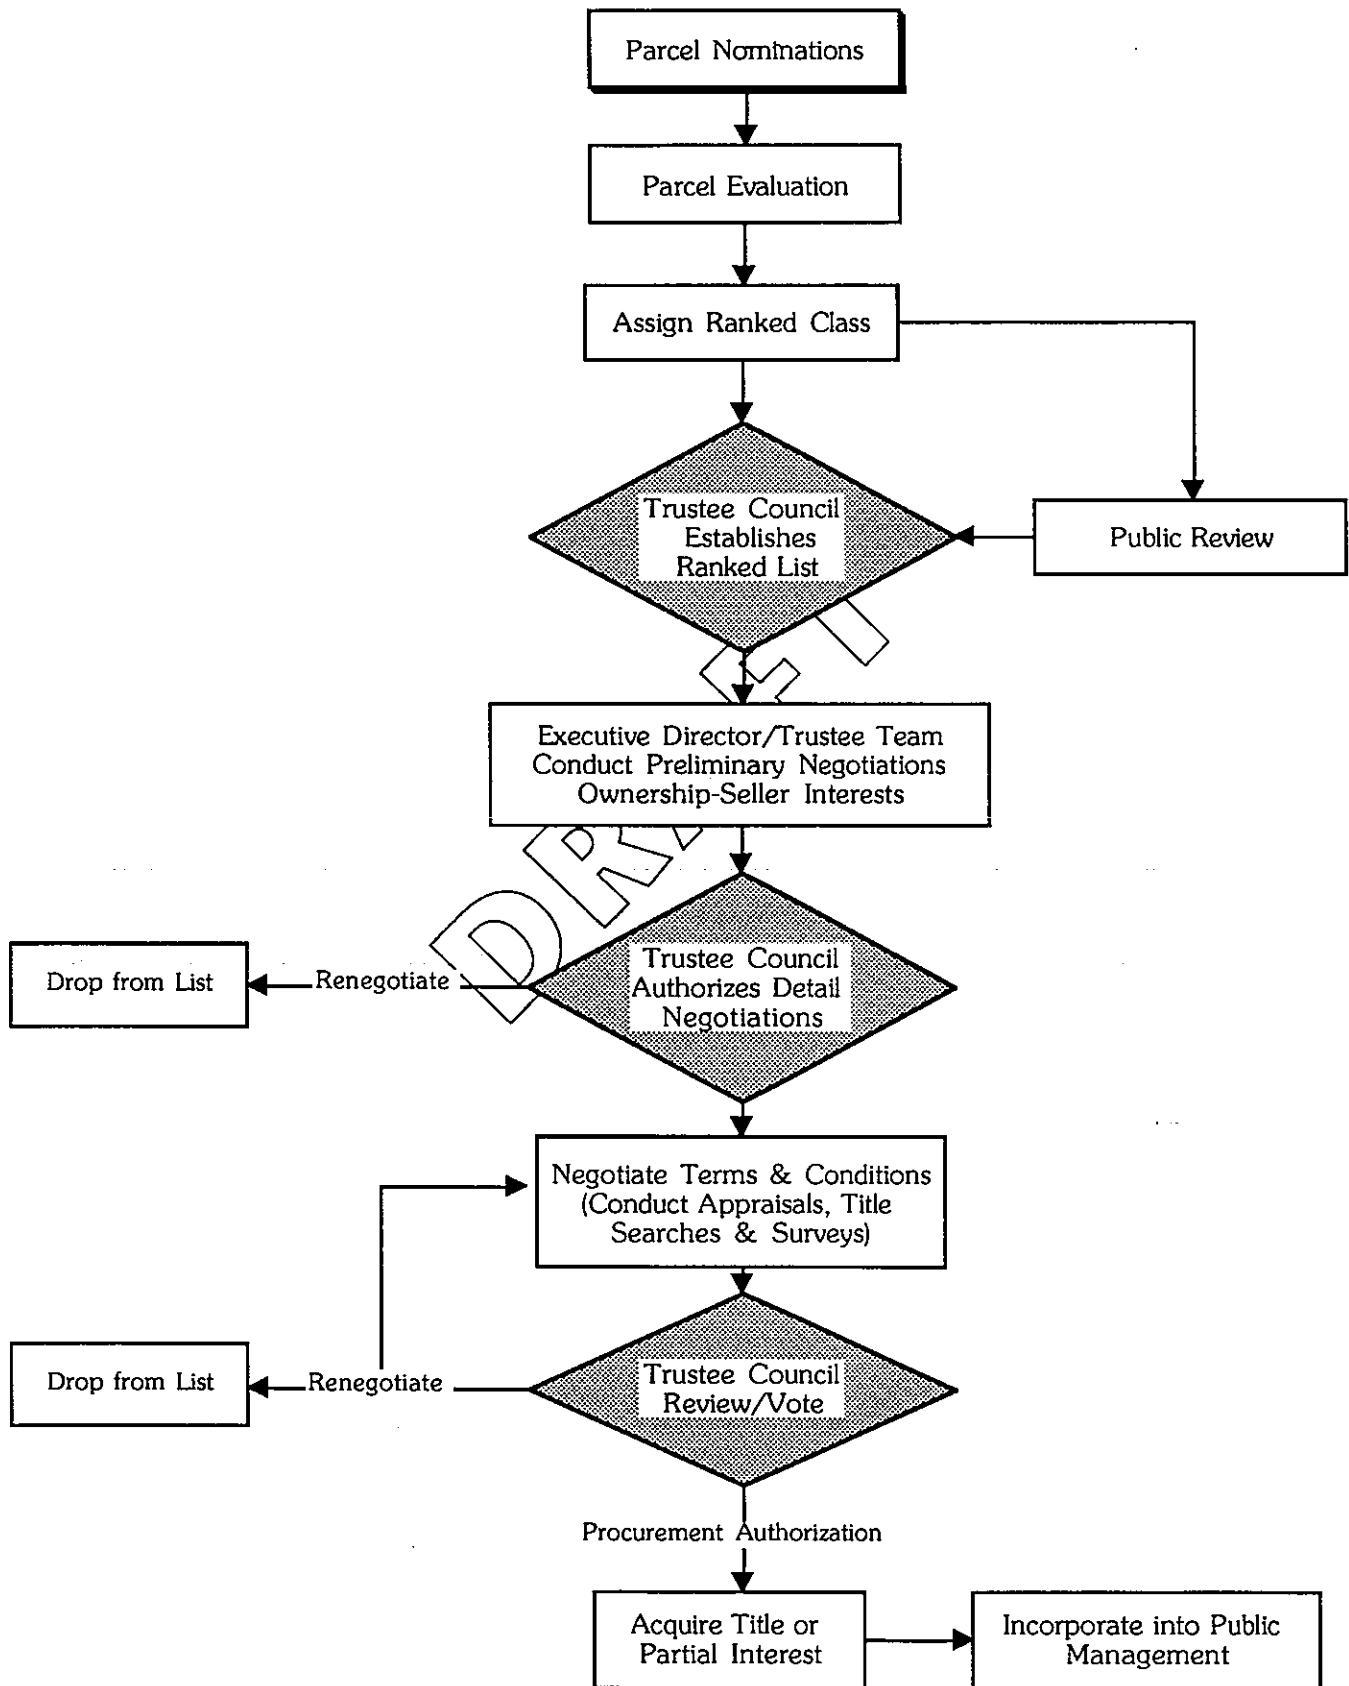 Parcel Nominations
Parcel Evaluation
Assign Ranked Class
Trustee Council
Establishes
Ranked List
Public Review
Executive Director/Trustee Team
Conduct Preliminary Negotiations
Ownership-Seller Interests
DRAFT
Trustee Council
Authorizes Detail
Negotiations
Renegotiate
Drop from List
Negotiate Terms & Conditions
(Conduct Appraisals, Title
Searches & Surveys)
Trustee Council
Review/Vote
Renegotiate
Drop from List
Procurement Authorization
Acquire Title or
Partial Interest
Incorporate into Public
Management